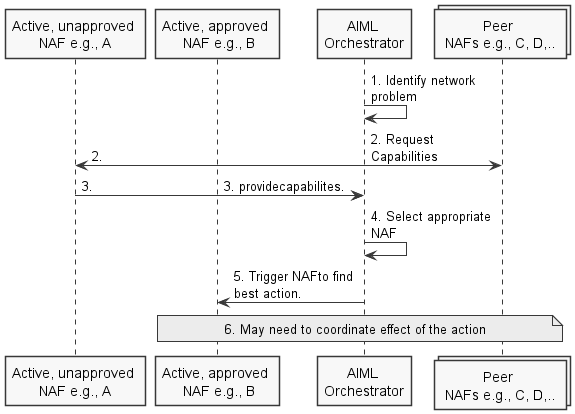 Active, unapproved
NAF e.g., A
Active, approved
NAF e.g., B
AIML
Orchestrator
Peer
NAFs e.g., C, D,..
1. Identify network
problem
2. Request
Capabilities
2.
3.
3. providecapabilites.
4. Select appropriate
NAF
5. Trigger NAFto find
best action.
6. May need to coordinate effect of the action
Active, unapproved
NAF e.g., A
Active, approved
NAF e.g., B
AIML
Orchestrator
Peer
NAFs e.g., C, D,..